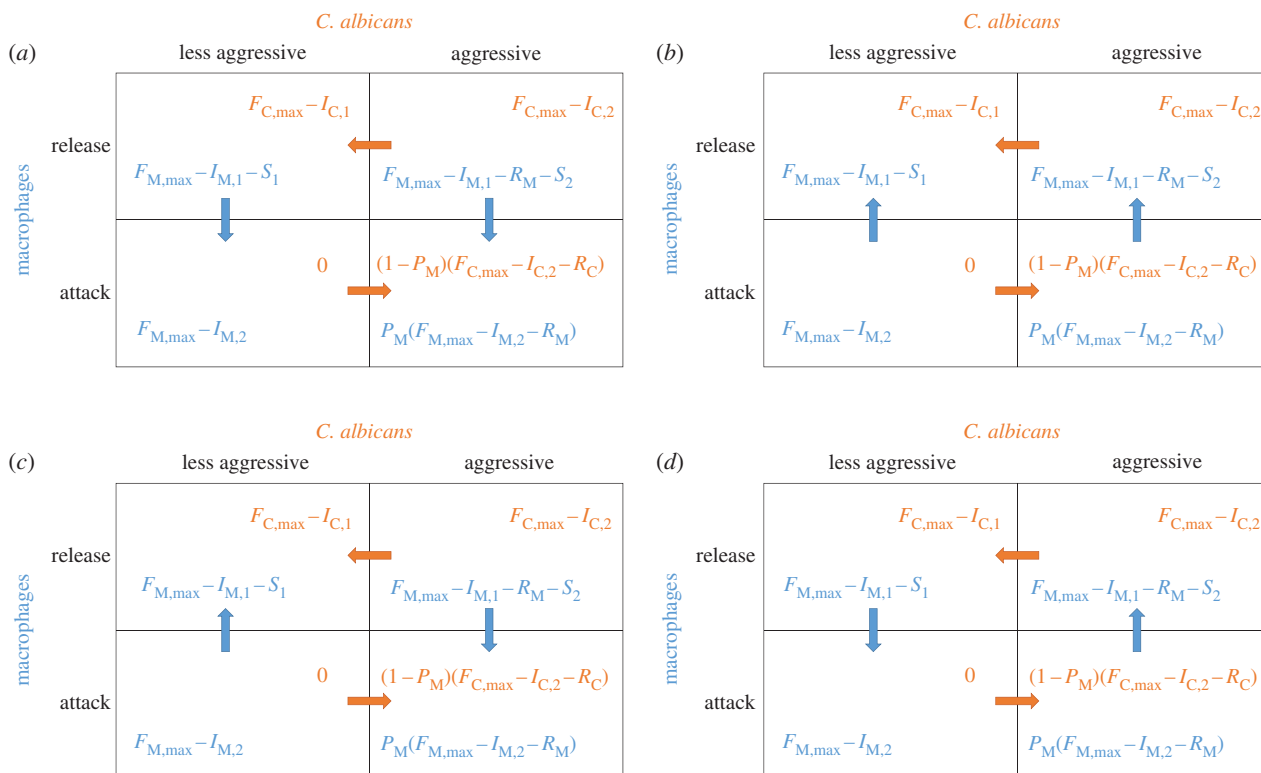 C. albicans
(a) less aggressive aggressive
F_C,max – I_C,1 F_C,max – I_C,2
release
F_M,max – I_M,1 – S_1 F_M,max – I_M,1 – R_M – S_2
macrophages
0 (1 – P_M)(F_C,max – I_C,2 – R_C)
attack
F_M,max – I_M,2 P_M(F_M,max – I_M,2 – R_M)
C. albicans
(b) less aggressive aggressive
F_C,max – I_C,1 F_C,max – I_C,2
release
F_M,max – I_M,1 – S_1 F_M,max – I_M,1 – R_M – S_2
macrophages
0 (1 – P_M)(F_C,max – I_C,2 – R_C)
attack
F_M,max – I_M,2 P_M(F_M,max – I_M,2 – R_M)
C. albicans
(c) less aggressive aggressive
F_C,max – I_C,1 F_C,max – I_C,2
release
F_M,max – I_M,1 – S_1 F_M,max – I_M,1 – R_M – S_2
macrophages
0 (1 – P_M)(F_C,max – I_C,2 – R_C)
attack
F_M,max – I_M,2 P_M(F_M,max – I_M,2 – R_M)
C. albicans
(d) less aggressive aggressive
F_C,max – I_C,1 F_C,max – I_C,2
release
F_M,max – I_M,1 – S_1 F_M,max – I_M,1 – R_M – S_2
macrophages
0 (1 – P_M)(F_C,max – I_C,2 – R_C)
attack
F_M,max – I_M,2 P_M(F_M,max – I_M,2 – R_M)